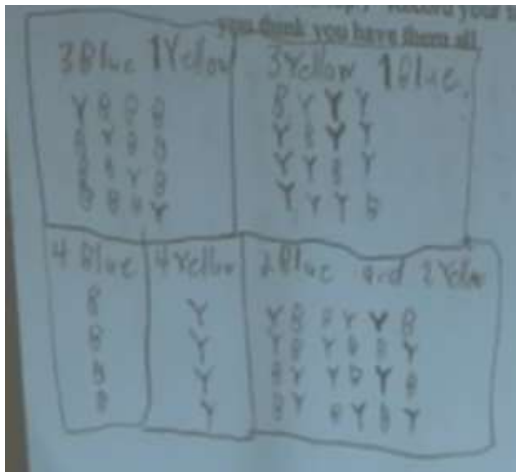 you think you have them all
3 Blue 1 Yellow
Y B B B
B Y B B
B B Y B
B B B Y
3 Yellow 1 Blue.
B Y Y Y
Y B Y Y
Y Y B Y
Y Y Y B
4 Blue
B
B
B
B
4 Yellow
Y
Y
Y
Y
2 Blue and 2 Yellow
Y B B Y Y B
Y B Y B B Y
B Y Y B Y B
B Y B Y B Y